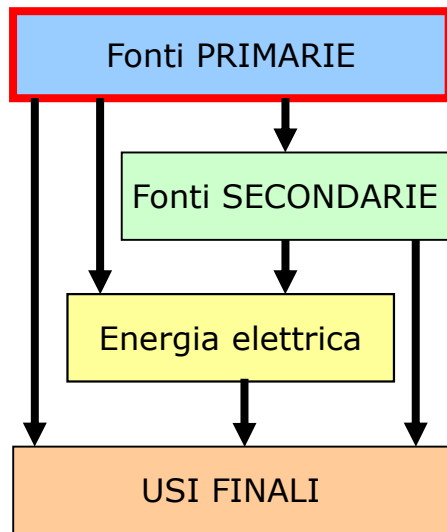 Fonti PRIMARIE
Fonti SECONDARIE
Energia elettrica
USI FINALI